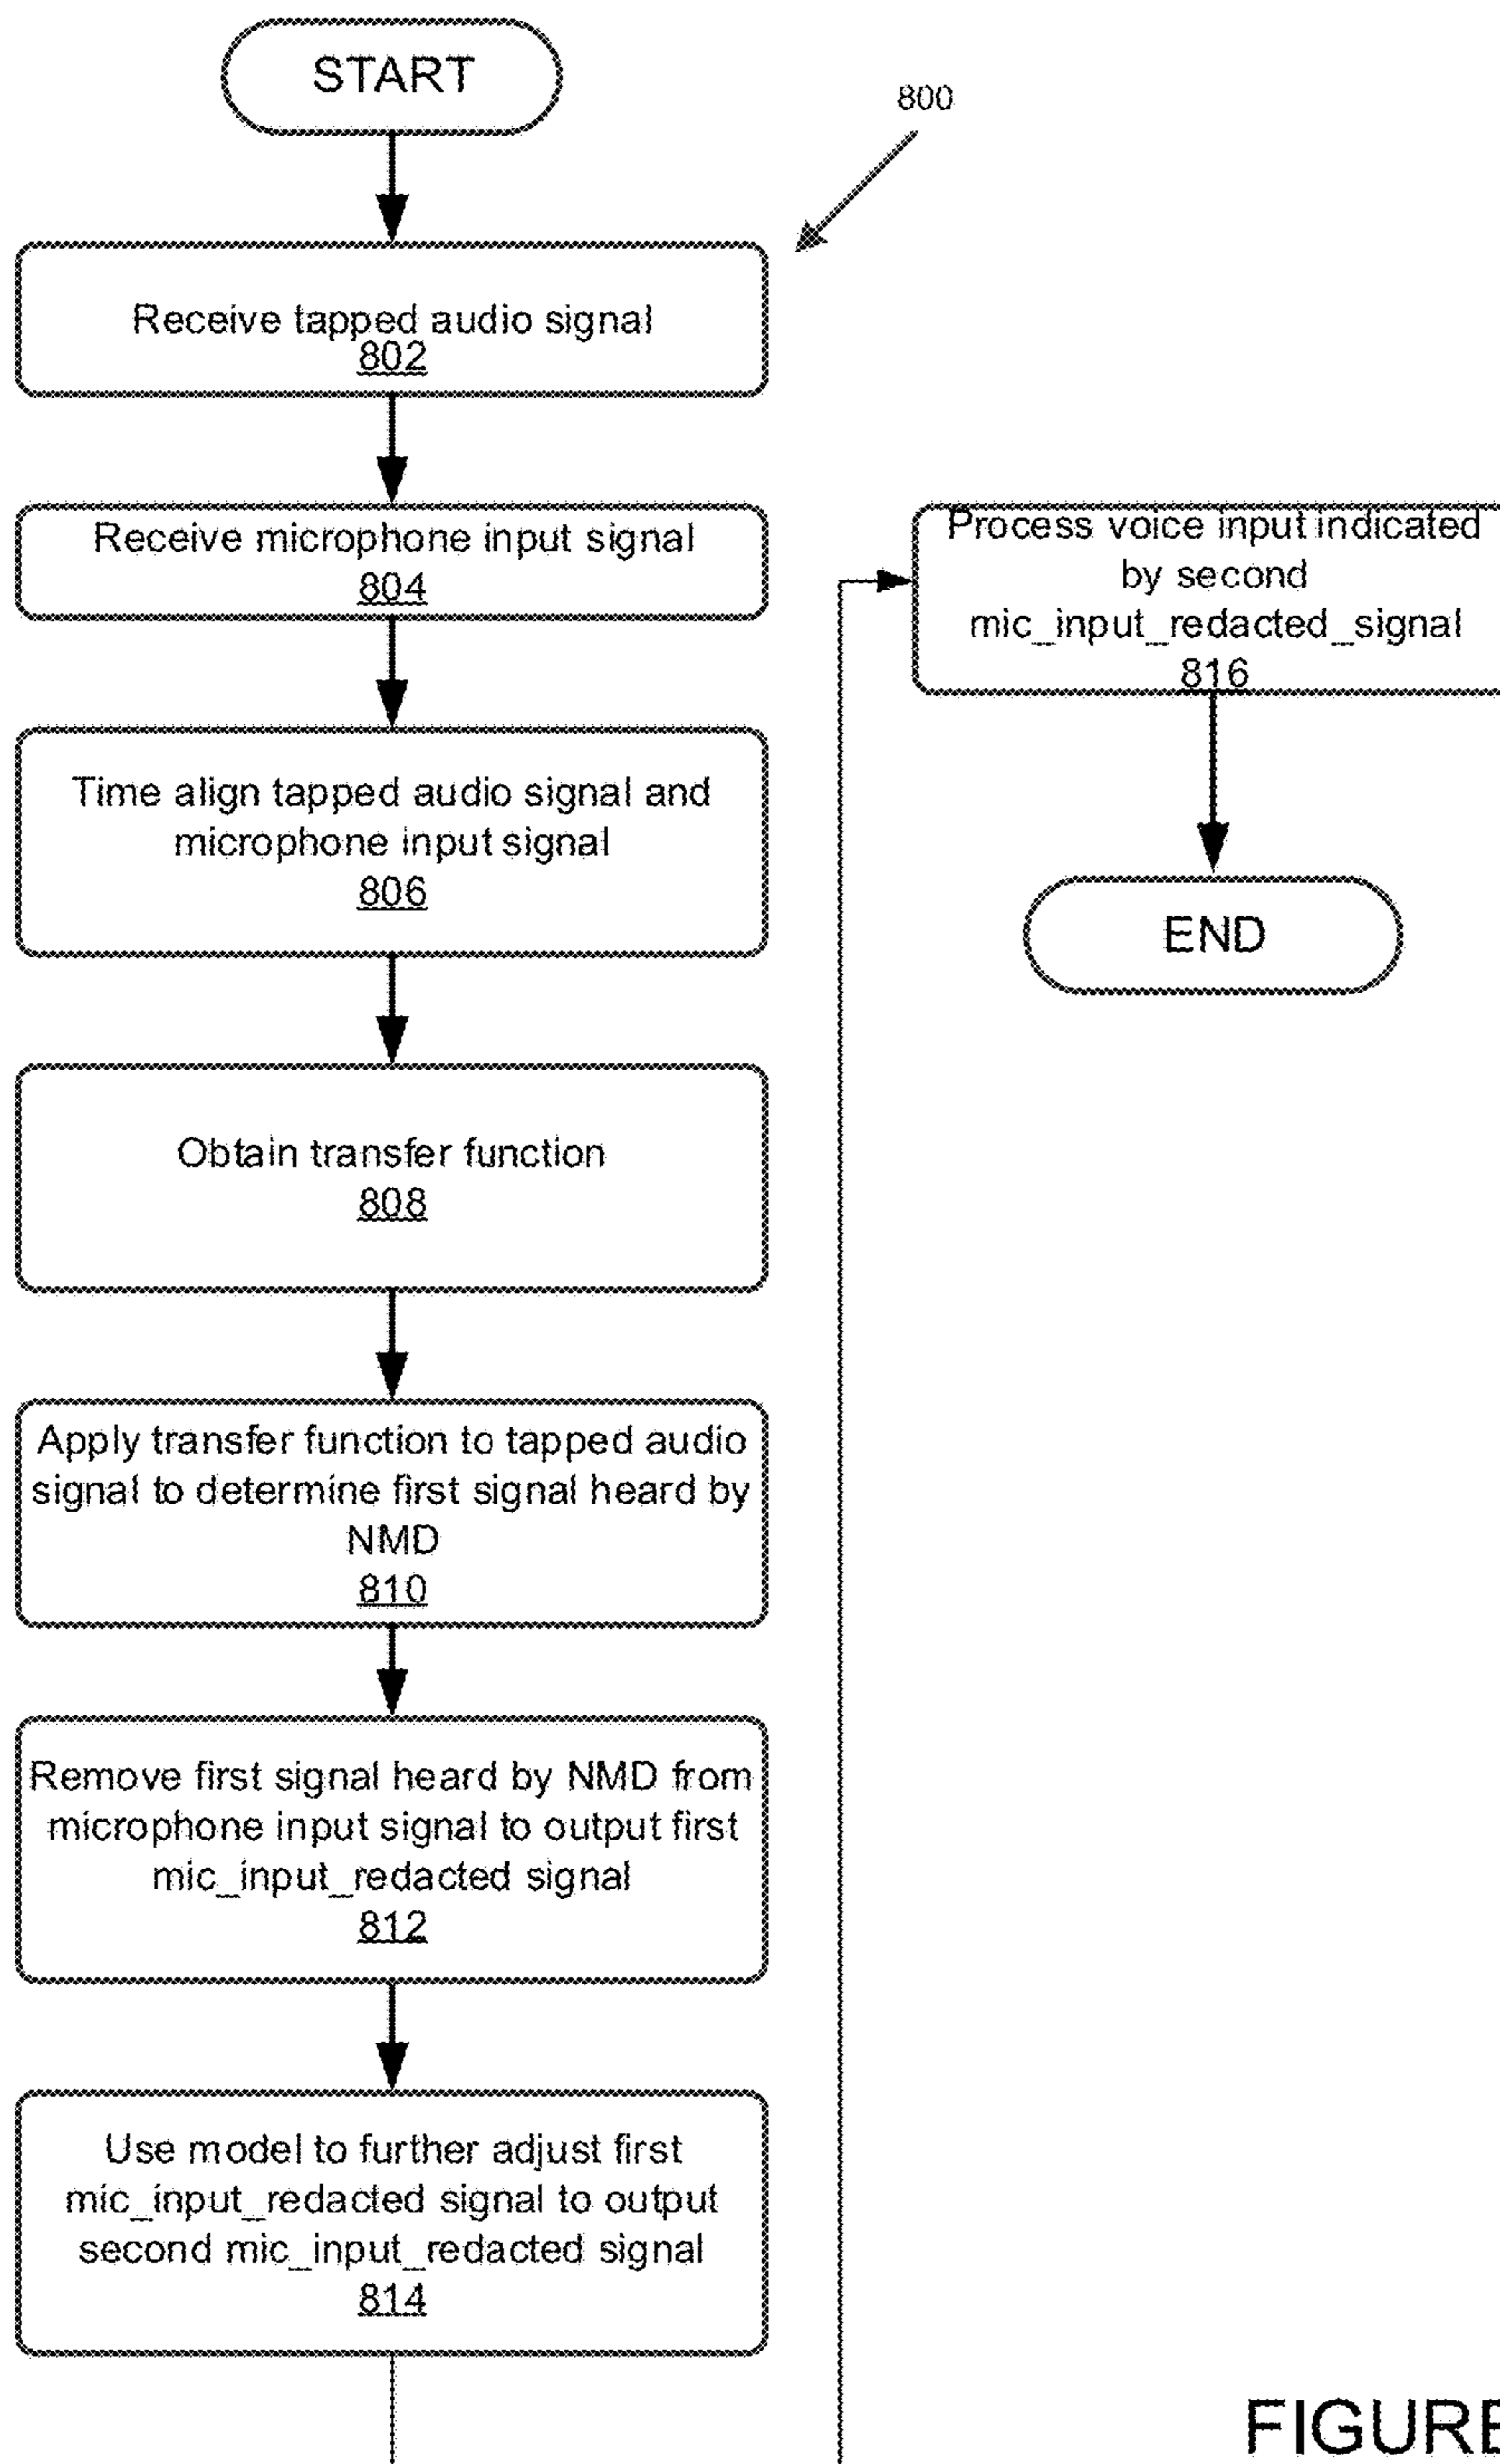 START
800
Receive tapped audio signal
802
Receive microphone input signal
804
Time align tapped audio signal and
microphone input signal
806
Obtain transfer function
808
Apply transfer function to tapped audio
signal to determine first signal heard by
NMD
810
Remove first signal heard by NMD from
microphone input signal to output first
mic_input_redacted signal
812
Use model to further adjust first
mic_input_redacted signal to output
second mic_input_redacted signal
814
Process voice input indicated
by second
mic_input_redacted_signal
816
END
FIGURE